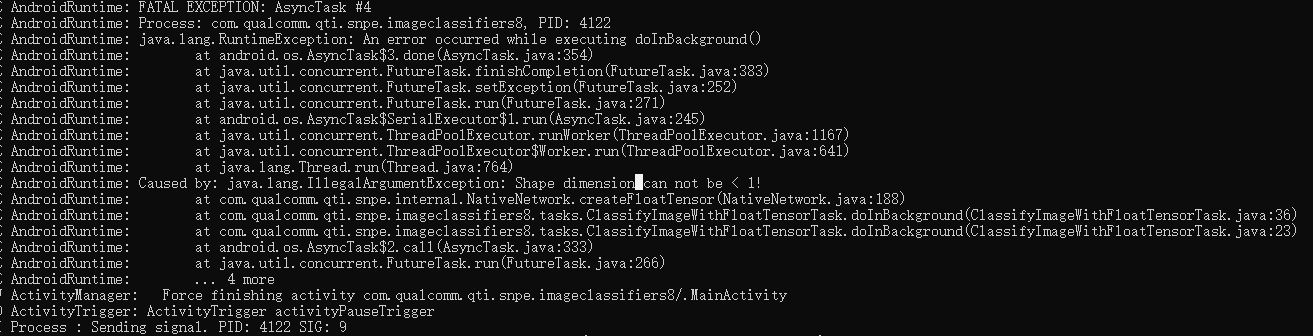 AndroidRuntime: FATAL EXCEPTION: AsyncTask #4
AndroidRuntime: Process: com.qualcomm.qti.snpe.imageclassifiers8, PID: 4122
AndroidRuntime: java.lang.RuntimeException: An error occurred while executing doInBackground()
AndroidRuntime: at android.os.AsyncTask$3.done(AsyncTask.java:354)
AndroidRuntime: at java.util.concurrent.FutureTask.finishCompletion(FutureTask.java:383)
AndroidRuntime: at java.util.concurrent.FutureTask.setException(FutureTask.java:252)
AndroidRuntime: at java.util.concurrent.FutureTask.run(FutureTask.java:271)
AndroidRuntime: at android.os.AsyncTask$SerialExecutor$1.run(AsyncTask.java:245)
AndroidRuntime: at java.util.concurrent.ThreadPoolExecutor.runWorker(ThreadPoolExecutor.java:1167)
AndroidRuntime: at java.util.concurrent.ThreadPoolExecutor$Worker.run(ThreadPoolExecutor.java:641)
AndroidRuntime: at java.lang.Thread.run(Thread.java:764)
AndroidRuntime: Caused by: java.lang.IllegalArgumentException: Shape dimension can not be < 1!
AndroidRuntime: at com.qualcomm.qti.snpe.internal.NativeNetwork.createFloatTensor(NativeNetwork.java:188)
AndroidRuntime: at com.qualcomm.qti.snpe.imageclassifiers8.tasks.ClassifyImageWithFloatTensorTask.doInBackground(ClassifyImageWithFloatTensorTask.java:36)
AndroidRuntime: at com.qualcomm.qti.snpe.imageclassifiers8.tasks.ClassifyImageWithFloatTensorTask.doInBackground(ClassifyImageWithFloatTensorTask.java:23)
AndroidRuntime: at android.os.AsyncTask$2.call(AsyncTask.java:333)
AndroidRuntime: at java.util.concurrent.FutureTask.run(FutureTask.java:266)
AndroidRuntime: ... 4 more
ActivityManager: Force finishing activity com.qualcomm.qti.snpe.imageclassifiers8/.MainActivity
ActivityTrigger: ActivityTrigger activityPauseTrigger
Process : Sending signal. PID: 4122 SIG: 9